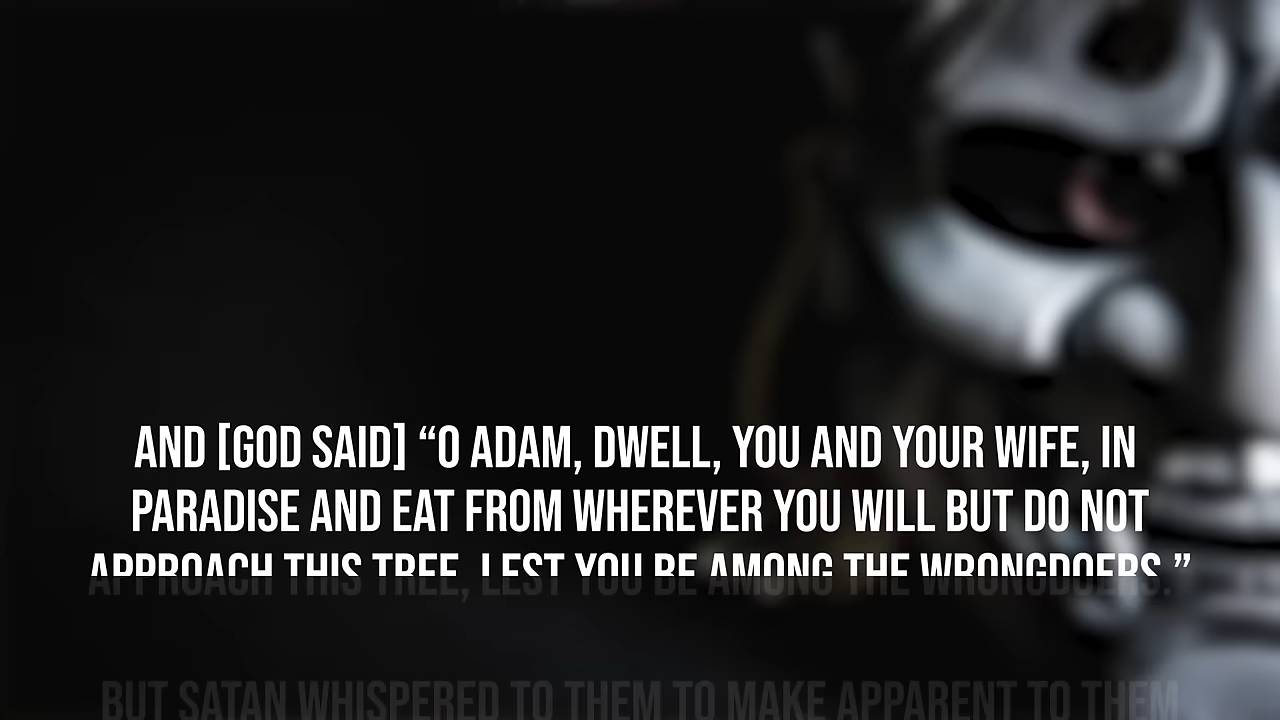 AND [GOD SAID] “O ADAM, DWELL, YOU AND YOUR WIFE, IN
PARADISE AND EAT FROM WHEREVER YOU WILL BUT DO NOT
APPROACH THIS TREE, LEST YOU BE AMONG THE WRONGDOERS.”
BUT SATAN WHISPERED TO THEM TO MAKE APPARENT TO THEM